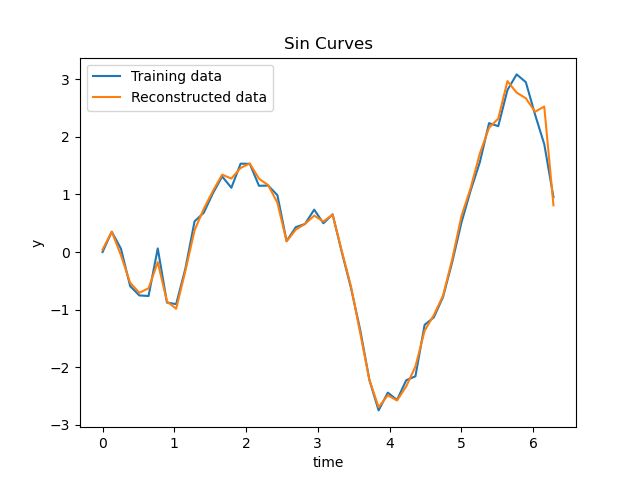 Sin Curves
Training data
Reconstructed data
y
3
2
1
0
−1
−2
−3
0 1 2 3 4 5 6
time